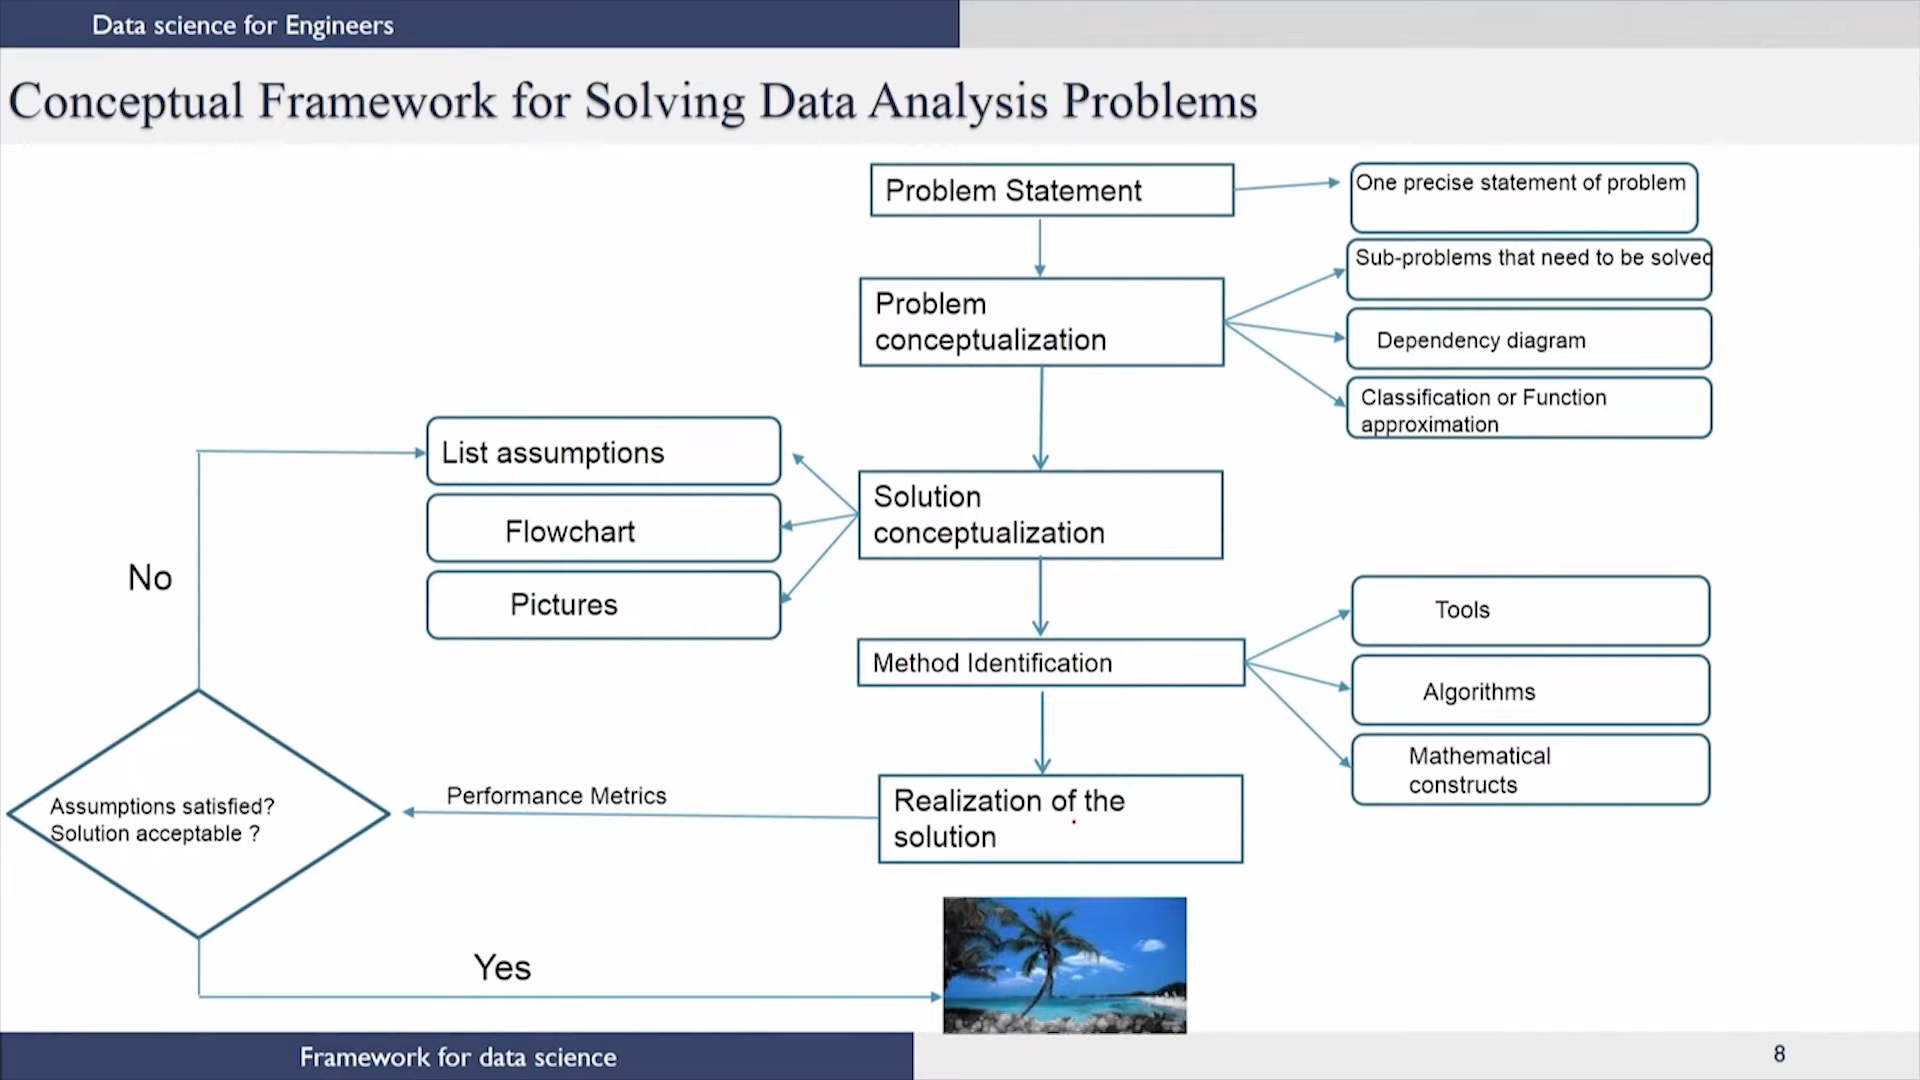 Data science for Engineers
Conceptual Framework for Solving Data Analysis Problems
Problem Statement
One precise statement of problem
Sub-problems that need to be solved
Problem
conceptualization
Dependency diagram
Classification or Function
approximation
List assumptions
Solution
conceptualization
Flowchart
Pictures
No
Method Identification
Tools
Algorithms
Mathematical
constructs
Assumptions satisfied?
Solution acceptable ?
Performance Metrics
Realization of the
solution
Yes
Framework for data science
8